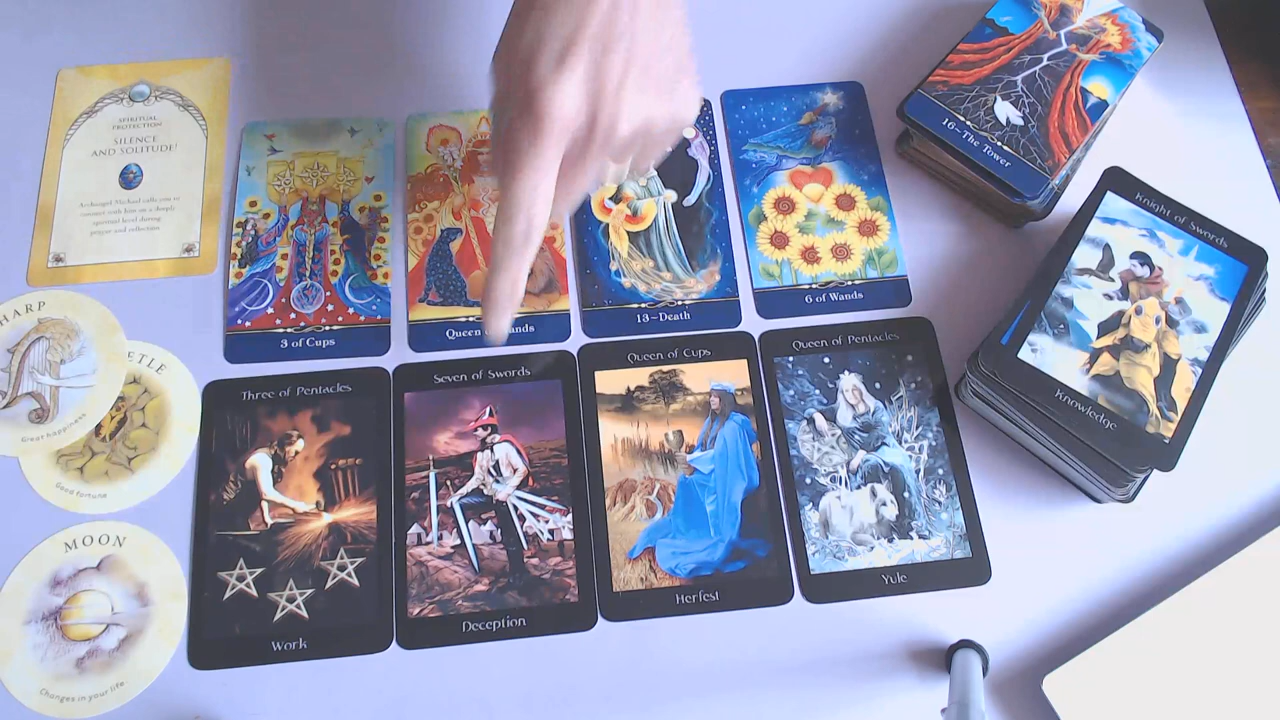 SPIRITUAL
PROTECTION
SILENCE
AND SOLITUDE!
Archangel Michael calls you to
connect with him on a deeply
spiritual level during
prayer and reflection
HARP
Great happiness
TLE
Good fortune
MOON
Changes in your life
3 of Cups
Queen ands
13~Death
6 of Wands
16~The Tower
Knight of Swords
Knowledge
Three of Pentacles
Work
Seven of Swords
Deception
Queen of Cups
Herfest
Queen of Pentacles
Yule